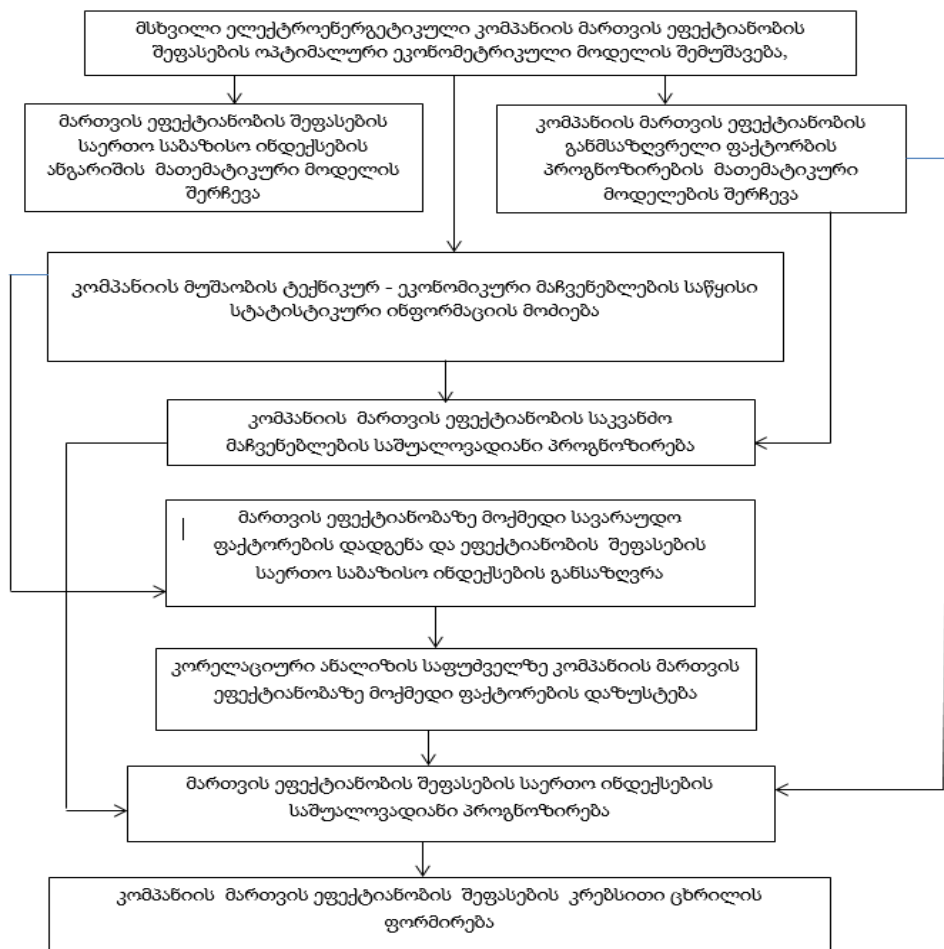 მსხვილი ელექტროენერგეტიკული კომპანიის მართვის ეფექტიანობის
შეფასების ოპტიმალური ეკონომეტრიკული მოდელის შემუშავება,
მართვის ეფექტიანობის შეფასების
საერთო საბაზისო ინდექსების
ანგარიშის მათემატიკური მოდელის
შერჩევა
კომპანიის მართვის ეფექტიანობის
განმსაზღვრელი ფაქტორბის
პროგნოზირების მათემატიკური
მოდელების შერჩევა
კომპანიის მუშაობის ტექნიკურ - ეკონომიკური მაჩვენებლების საწყისი
სტატისტიკური ინფორმაციის მოძიება
კომპანიის მართვის ეფექტიანობის საკვანძო
მაჩვენებლების საშუალოვადიანი პროგნოზირება
მართვის ეფექტიანობაზე მოქმედი სავარაუდო
ფაქტორების დადგენა და ეფექტიანობის შეფასების
საერთო საბაზისო ინდექსების განსაზღვრა
კორელაციური ანალიზის საფუძველზე კომპანიის მართვის
ეფექტიანობაზე მოქმედი ფაქტორების დაზუსტება
მართვის ეფექტიანობის შეფასების საერთო ინდექსების
საშუალოვადიანი პროგნოზირება
კომპანიის მართვის ეფექტიანობის შეფასების კრებსითი ცხრილის
ფორმირება